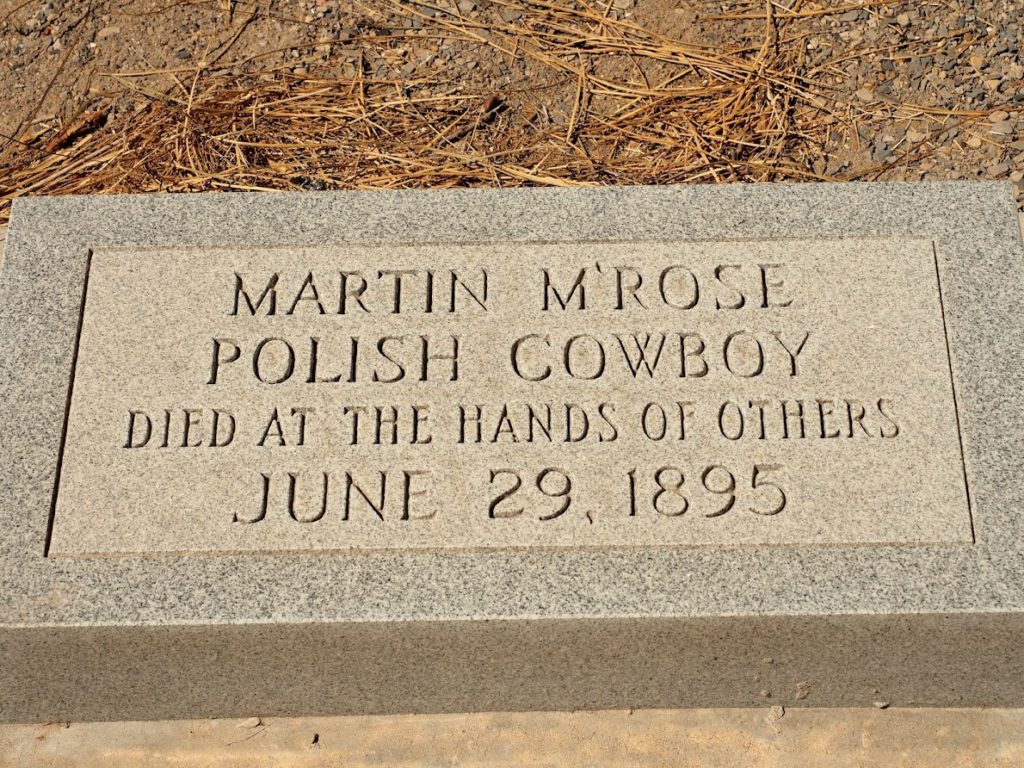 MARTIN M'ROSE
POLISH COWBOY
DIED AT THE HANDS OF OTHERS
JUNE 29, 1895